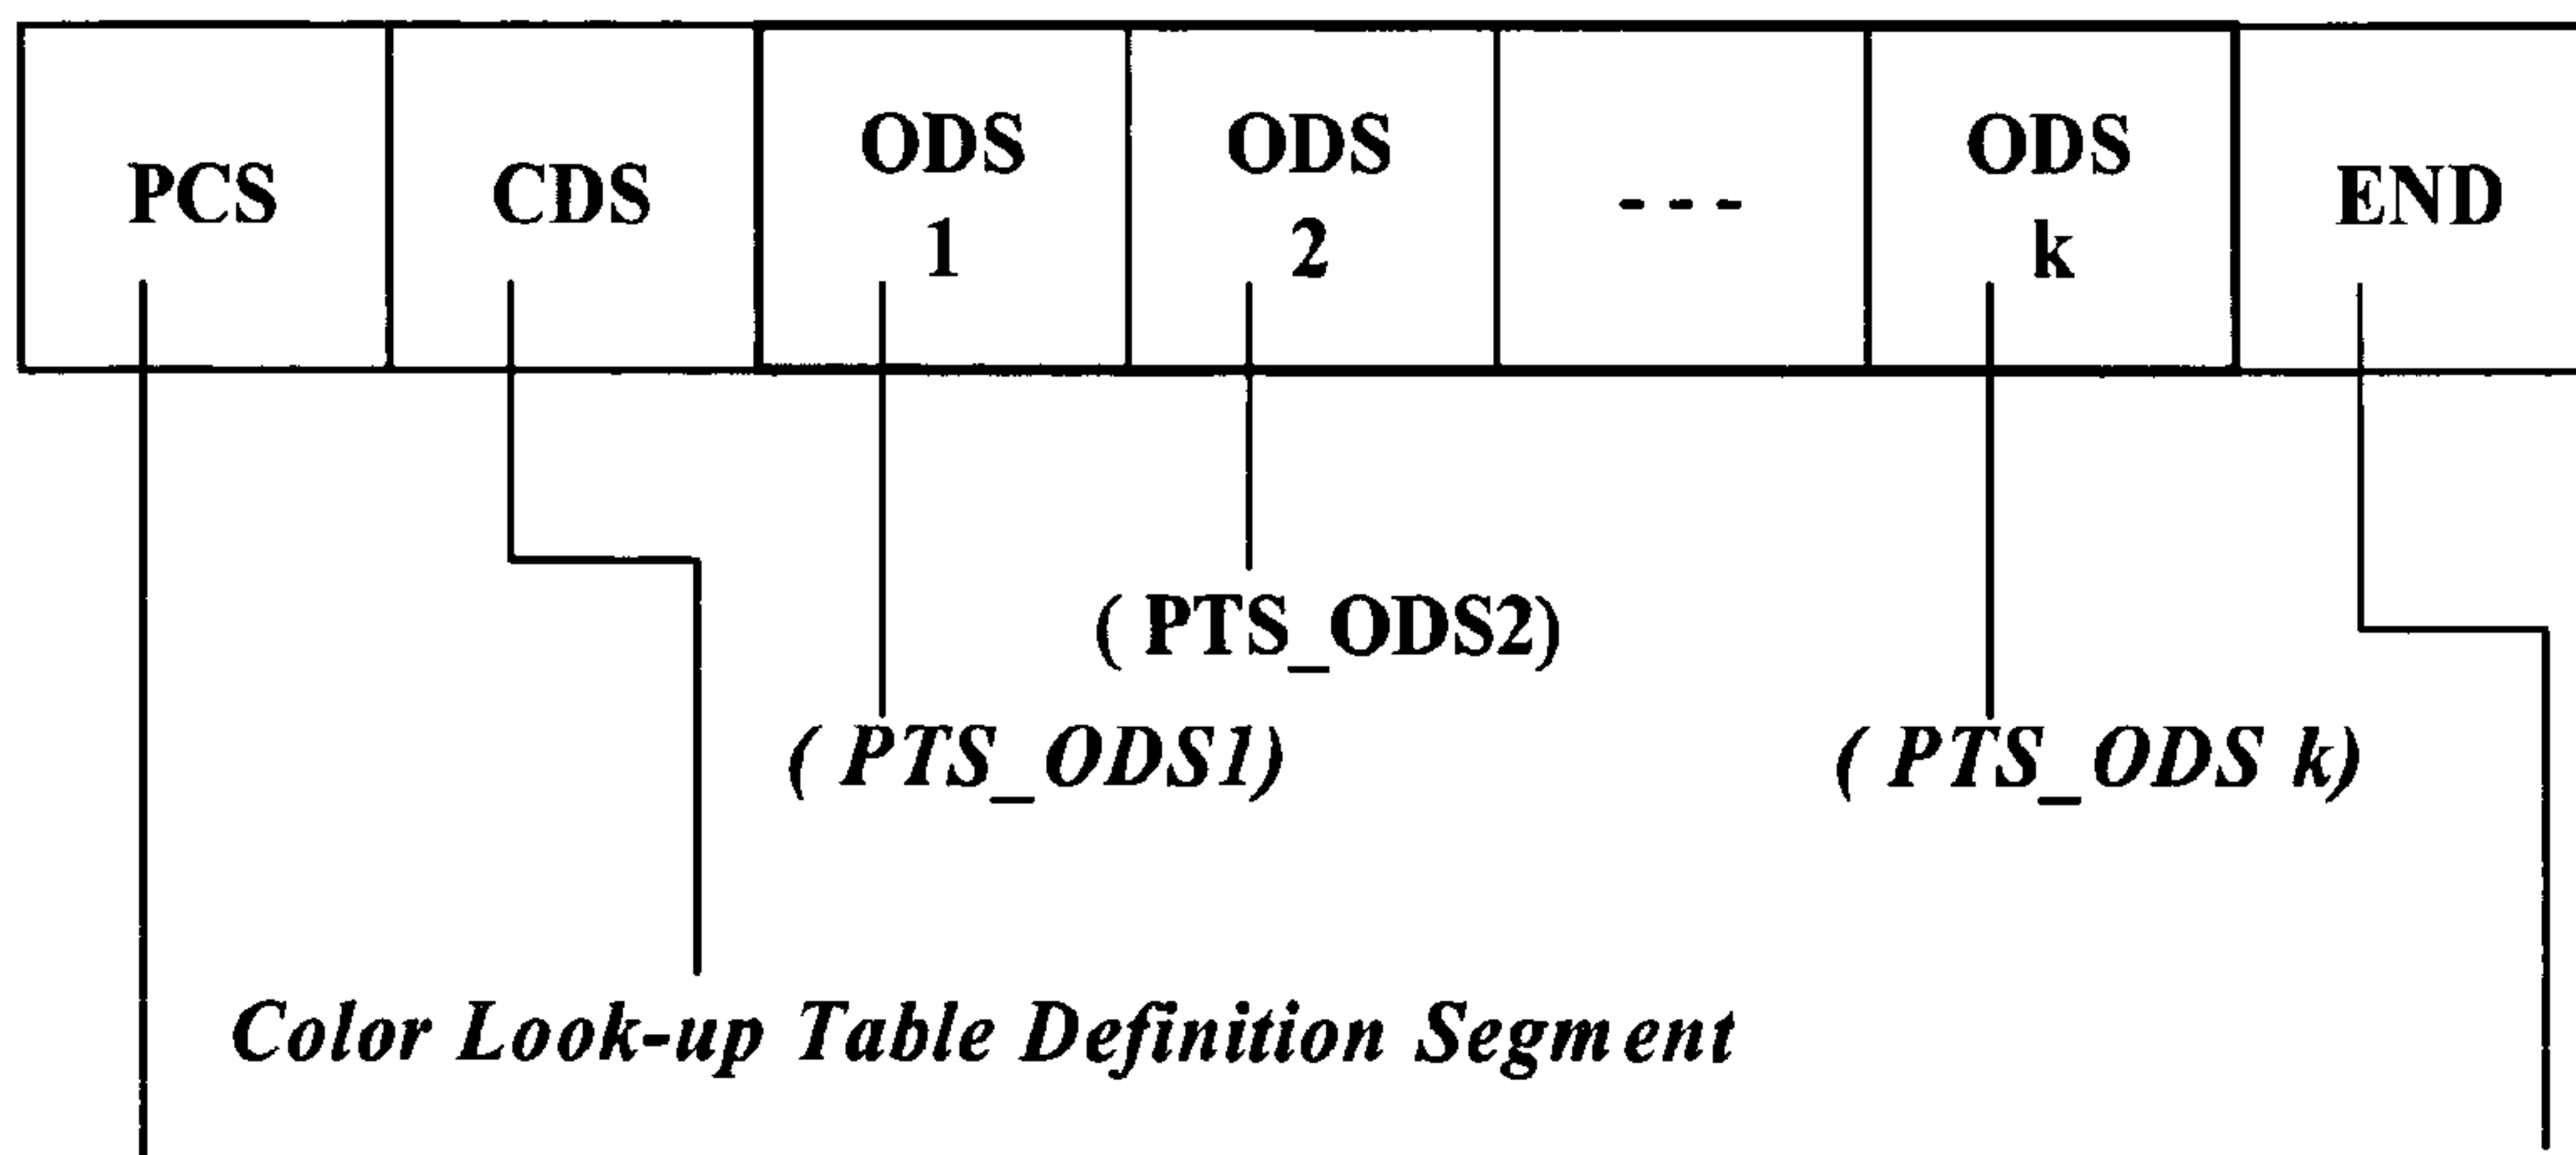 PCS CDS ODS 1 ODS 2 --- ODS k END
( PTS_ODS2)
( PTS_ODS1)
( PTS_ODS k)
Color Look-up Table Definition Segment